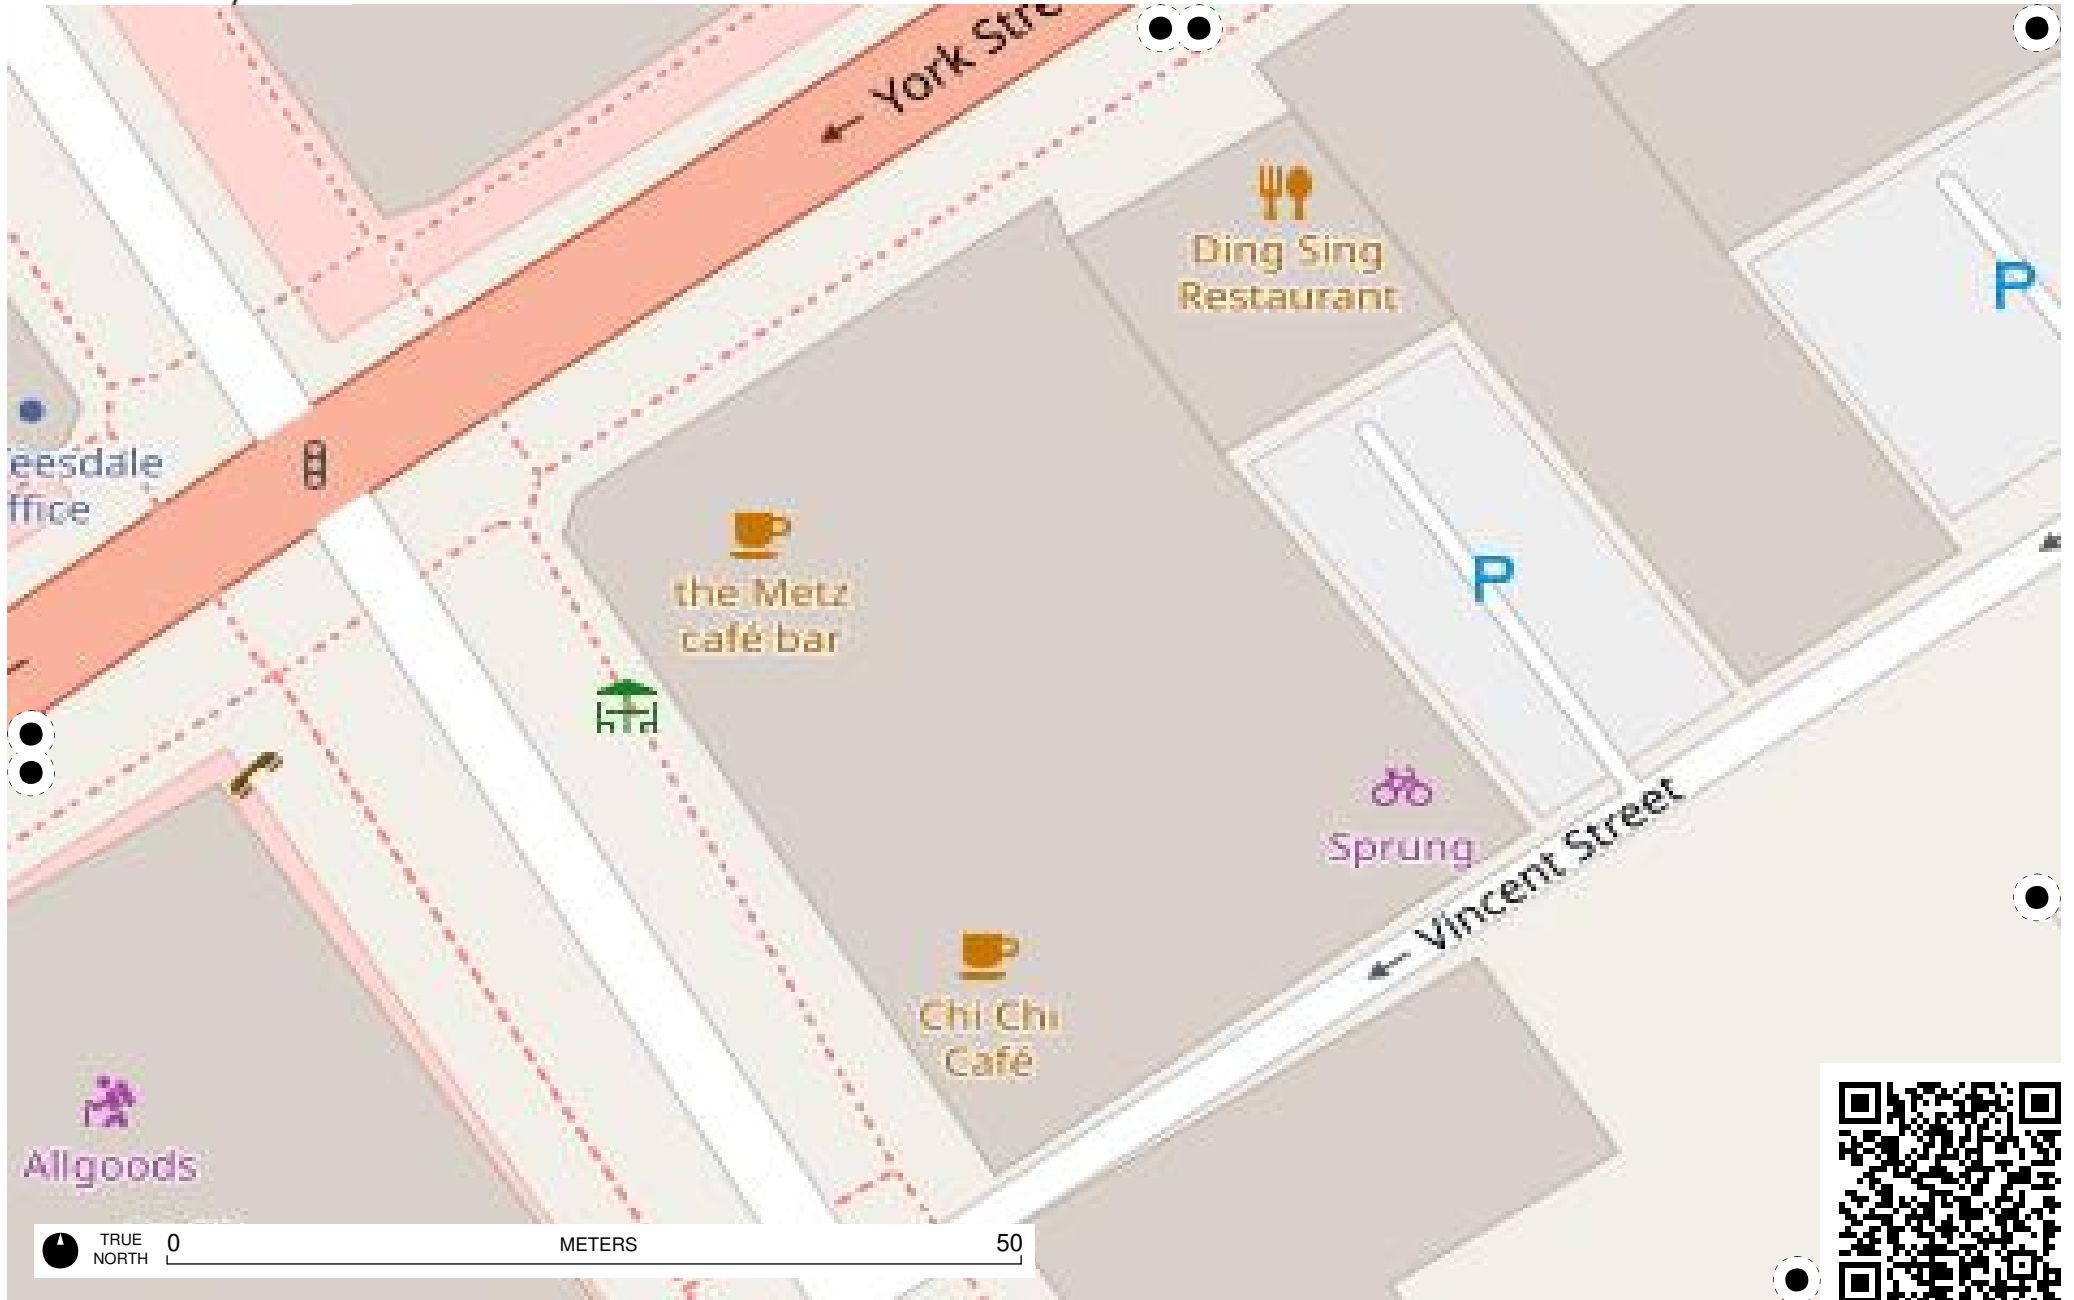 ← York Stre
Ding Sing
Restaurant
P
eesdale
ffice
the Metz
café bar
P
Sprung
← Vincent Street
Chi Chi
Café
Allgoods
TRUE
NORTH
0 METERS 50